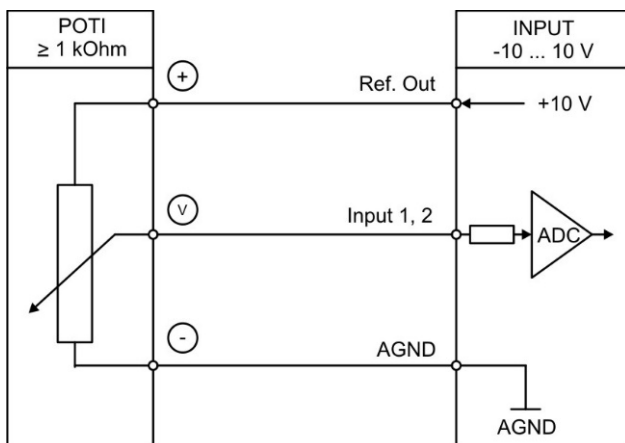 POTI
≥ 1 kOhm
INPUT
-10 ... 10 V
+
Ref. Out
+10 V
V
Input 1, 2
ADC
-
AGND
AGND